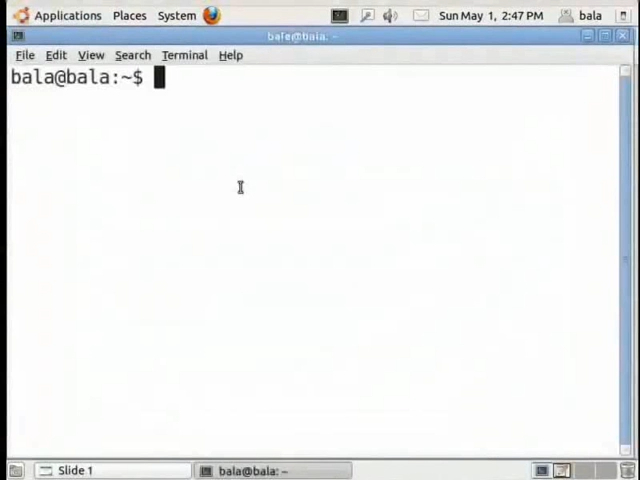 Applications Places System Sun May 1, 2:47 PM bala
bala@bala: ~
File Edit View Search Terminal Help
bala@bala:~$
Slide 1 bala@bala: ~